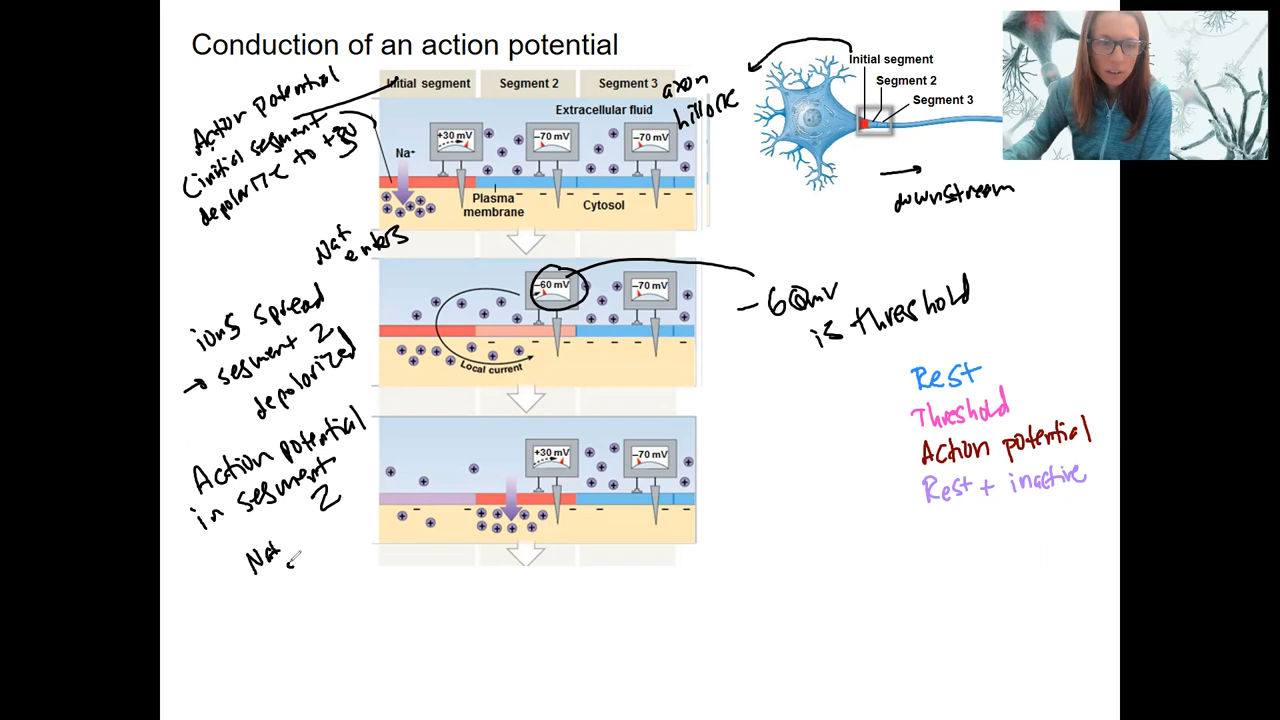 Conduction of an action potential
Initial segment
Segment 2
Segment 3
Extracellular fluid
+30 mV
−70 mV
−70 mV
Na+
Plasma
membrane
Cytosol
Action potential
(initial segment
depolarize to +30
Na+
enters
axon
hillock
Initial segment
Segment 2
Segment 3
downstream
−60 mV
−70 mV
Local current
ions spread
→ segment 2
depolarized
−60mV
is threshold
+30 mV
−70 mV
Action potential
in segment
2
Na+
Rest
Threshold
Action potential
Rest + inactive